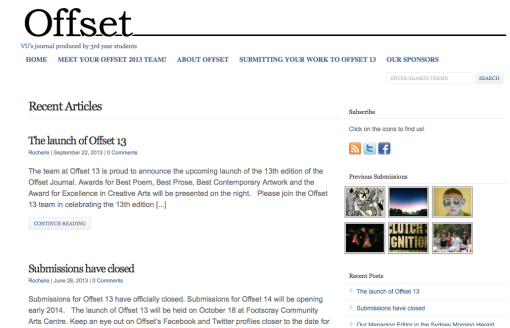 Offset
VU's journal produced by 3rd year students
HOME MEET YOUR OFFSET 2013 TEAM! ABOUT OFFSET SUBMITTING YOUR WORK TO OFFSET 13 OUR SPONSORS
ENTER SEARCH TERMS SEARCH
Recent Articles
The launch of Offset 13
Rochelle | September 22, 2013 | 0 Comments
The team at Offset 13 is proud to announce the upcoming launch of the 13th edition of the
Offset Journal. Awards for Best Poem, Best Prose, Best Contemporary Artwork and the
Award for Excellence in Creative Arts will be presented on the night. Please join the Offset
13 team in celebrating the 13th edition [...]
CONTINUE READING
Submissions have closed
Rochelle | June 28, 2013 | 0 Comments
Submissions for Offset 13 have officially closed. Submissions for Offset 14 will be opening
early 2014. The launch of Offset 13 will be held on October 18 at Footscray Community
Arts Centre. Keep an eye out on Offset's Facebook and Twitter profiles closer to the date for
Subscribe
Click on the icons to find us!
Previous Submissions
CLUTCH
IGNITION
Recent Posts
The launch of Offset 13
Submissions have closed
Our Managing Editor in the Sydney Morning Herald